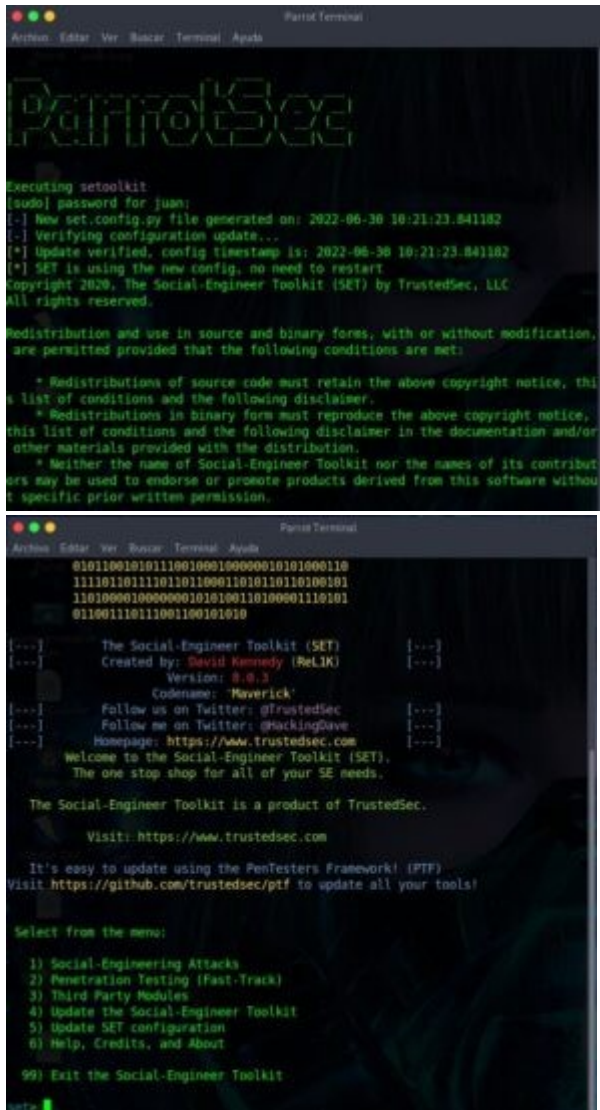 Parrot Terminal
Archivo Editar Ver Buscar Terminal Ayuda
ParrotSec
Executing setoolkit
[sudo] password for juan:
[-] New set.config.py file generated on: 2022-06-30 10:21:23.841182
[-] Verifying configuration update...
[*] Update verified, config timestamp is: 2022-06-30 10:21:23.841182
[*] SET is using the new config, no need to restart
Copyright 2020, The Social-Engineer Toolkit (SET) by TrustedSec, LLC
All rights reserved.
Redistribution and use in source and binary forms, with or without modification,
are permitted provided that the following conditions are met:
* Redistributions of source code must retain the above copyright notice, thi
s list of conditions and the following disclaimer.
* Redistributions in binary form must reproduce the above copyright notice,
this list of conditions and the following disclaimer in the documentation and/or
other materials provided with the distribution.
* Neither the name of Social-Engineer Toolkit nor the names of its contribut
ors may be used to endorse or promote products derived from this software withou
t specific prior written permission.
Parrot Terminal
Archivo Editar Ver Buscar Terminal Ayuda
[---] The Social-Engineer Toolkit (SET) [---]
[---] Created by: David Kennedy (ReL1K) [---]
Version: 8.0.3
Codename: 'Maverick'
[---] Follow us on Twitter: @TrustedSec [---]
[---] Follow me on Twitter: @HackingDave [---]
[---] Homepage: https://www.trustedsec.com [---]
Welcome to the Social-Engineer Toolkit (SET).
The one stop shop for all of your SE needs.
The Social-Engineer Toolkit is a product of TrustedSec.
Visit: https://www.trustedsec.com
It's easy to update using the PenTesters Framework! (PTF)
Visit https://github.com/trustedsec/ptf to update all your tools!
Select from the menu:
1) Social-Engineering Attacks
2) Penetration Testing (Fast-Track)
3) Third Party Modules
4) Update the Social-Engineer Toolkit
5) Update SET configuration
6) Help, Credits, and About
99) Exit the Social-Engineer Toolkit
set>